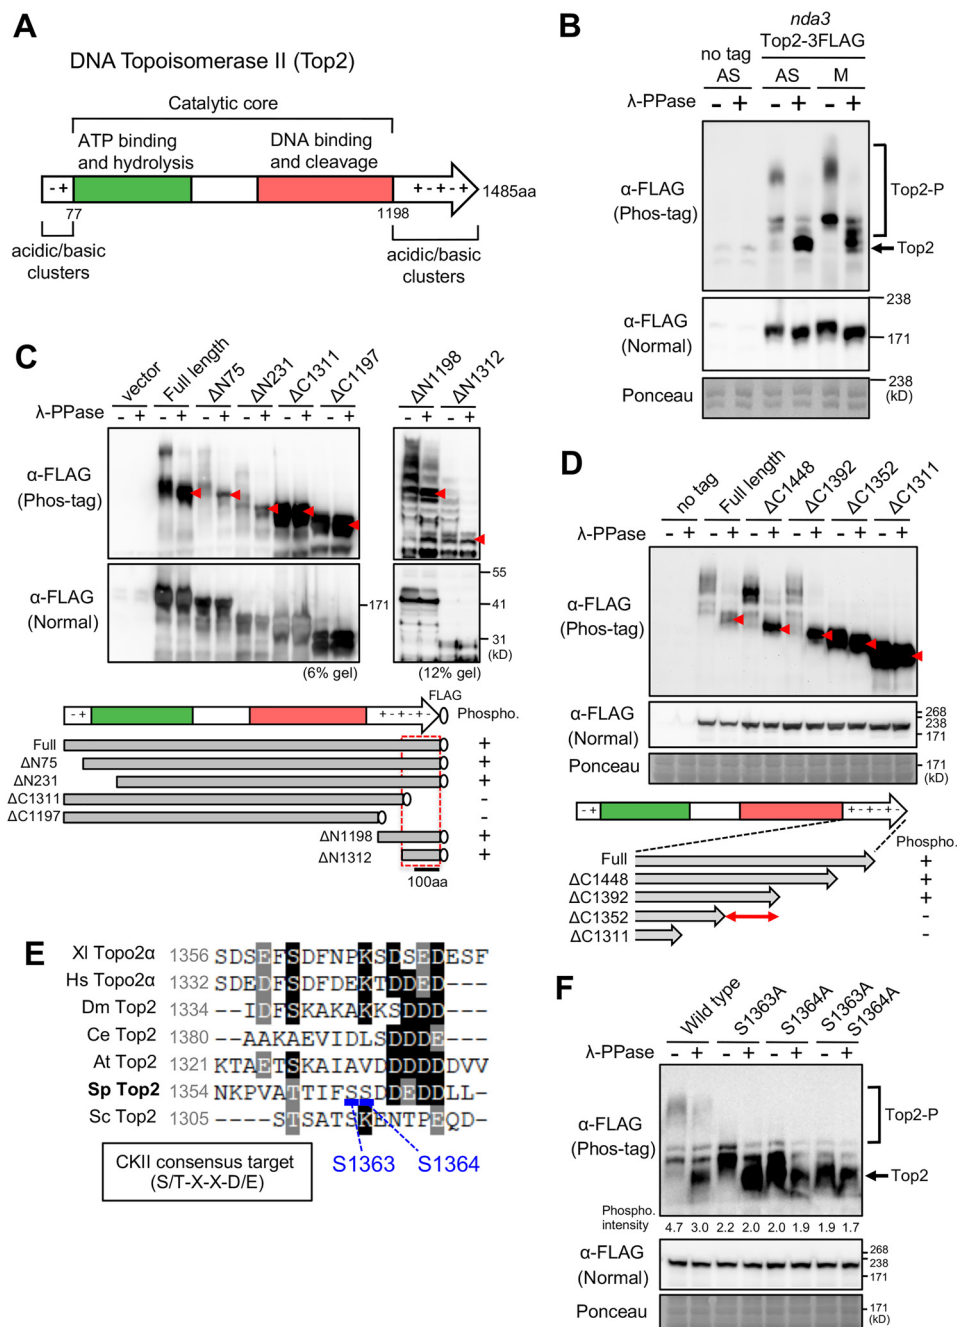 A
DNA Topoisomerase II (Top2)
Catalytic core
ATP binding and hydrolysis
DNA binding and cleavage
- +
+ - + - +
1485aa
77
1198
acidic/basic clusters
acidic/basic clusters
B
nda3
Top2-3FLAG
no tag
AS AS M
λ-PPase - + - + - +
α-FLAG (Phos-tag)
Top2-P
Top2
α-FLAG (Normal)
238
171
Ponceau
238
(kD)
C
vector Full length ΔN75 ΔN231 ΔC1311 ΔC1197 ΔN1198 ΔN1312
λ-PPase - + - + - + - + - + - + - + - +
α-FLAG (Phos-tag)
α-FLAG (Normal)
171
55
41
31
(kD)
(6% gel)
(12% gel)
FLAG
- +
+ - + - + -
Phospho.
Full +
ΔN75 +
ΔN231 +
ΔC1311 -
ΔC1197 -
ΔN1198 +
ΔN1312 +
100aa
D
no tag Full length ΔC1448 ΔC1392 ΔC1352 ΔC1311
λ-PPase - + - + - + - + - + - +
α-FLAG (Phos-tag)
α-FLAG (Normal)
268
238
171
Ponceau
171
(kD)
- +
+ - + - +
Phospho.
Full +
ΔC1448 +
ΔC1392 +
ΔC1352 -
ΔC1311 -
E
Xl Topo2α 1356 SDSEFSDFNPKSDSEDESF
Hs Topo2α 1332 SDEDFSDFDEKTDDED---
Dm Top2 1334 --IDFSKAKAKKSDDD---
Ce Top2 1380 --AAKAEVIDLSDDDE---
At Top2 1321 KTAETSKAIAVDDDDDDVV
Sp Top2 1354 NKPVATTIFSSDDEDDLL-
Sc Top2 1305 ----STSATSKENTPEQD-
CKII consensus target
(S/T-X-X-D/E)
S1363 S1364
F
Wild type S1363A S1364A S1363A S1364A
λ-PPase - + - + - + - +
α-FLAG (Phos-tag)
Top2-P
Top2
Phospho. intensity 4.7 3.0 2.2 2.0 2.0 1.9 1.9 1.7
α-FLAG (Normal)
268
238
171
Ponceau
171
(kD)